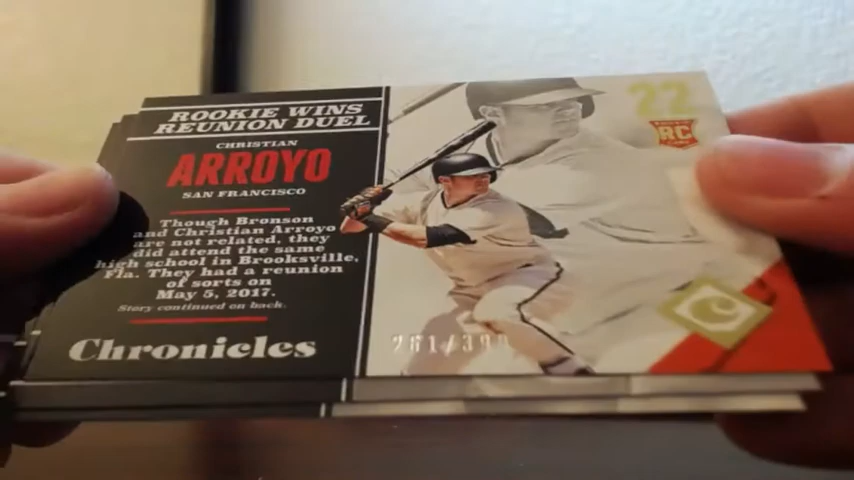 ROOKIE WINS
REUNION DUEL
CHRISTIAN
ARROYO
SAN FRANCISCO
Though Bronson
and Christian Arroyo
are not related, they
did attend the same
high school in Brooksville,
Fla. They had a reunion
of sorts on
May 5, 2017.
Story continued on back.
Chronicles
22
RC
C